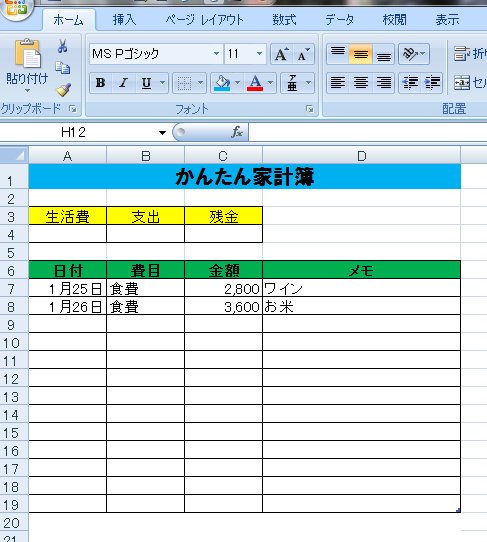 ホーム 挿入 ページ レイアウト 数式 データ 校閲 表示
貼り付け
MS Pゴシック 11 A A
B I U A 亜
クリップボード フォント 配置
H12 fx
A B C D
1 かんたん家計簿
2
3 生活費 支出 残金
4
5
6 日付 費目 金額 メモ
7 1月25日 食費 2,800 ワイン
8 1月26日 食費 3,600 お米
9
10
11
12
13
14
15
16
17
18
19
20
21